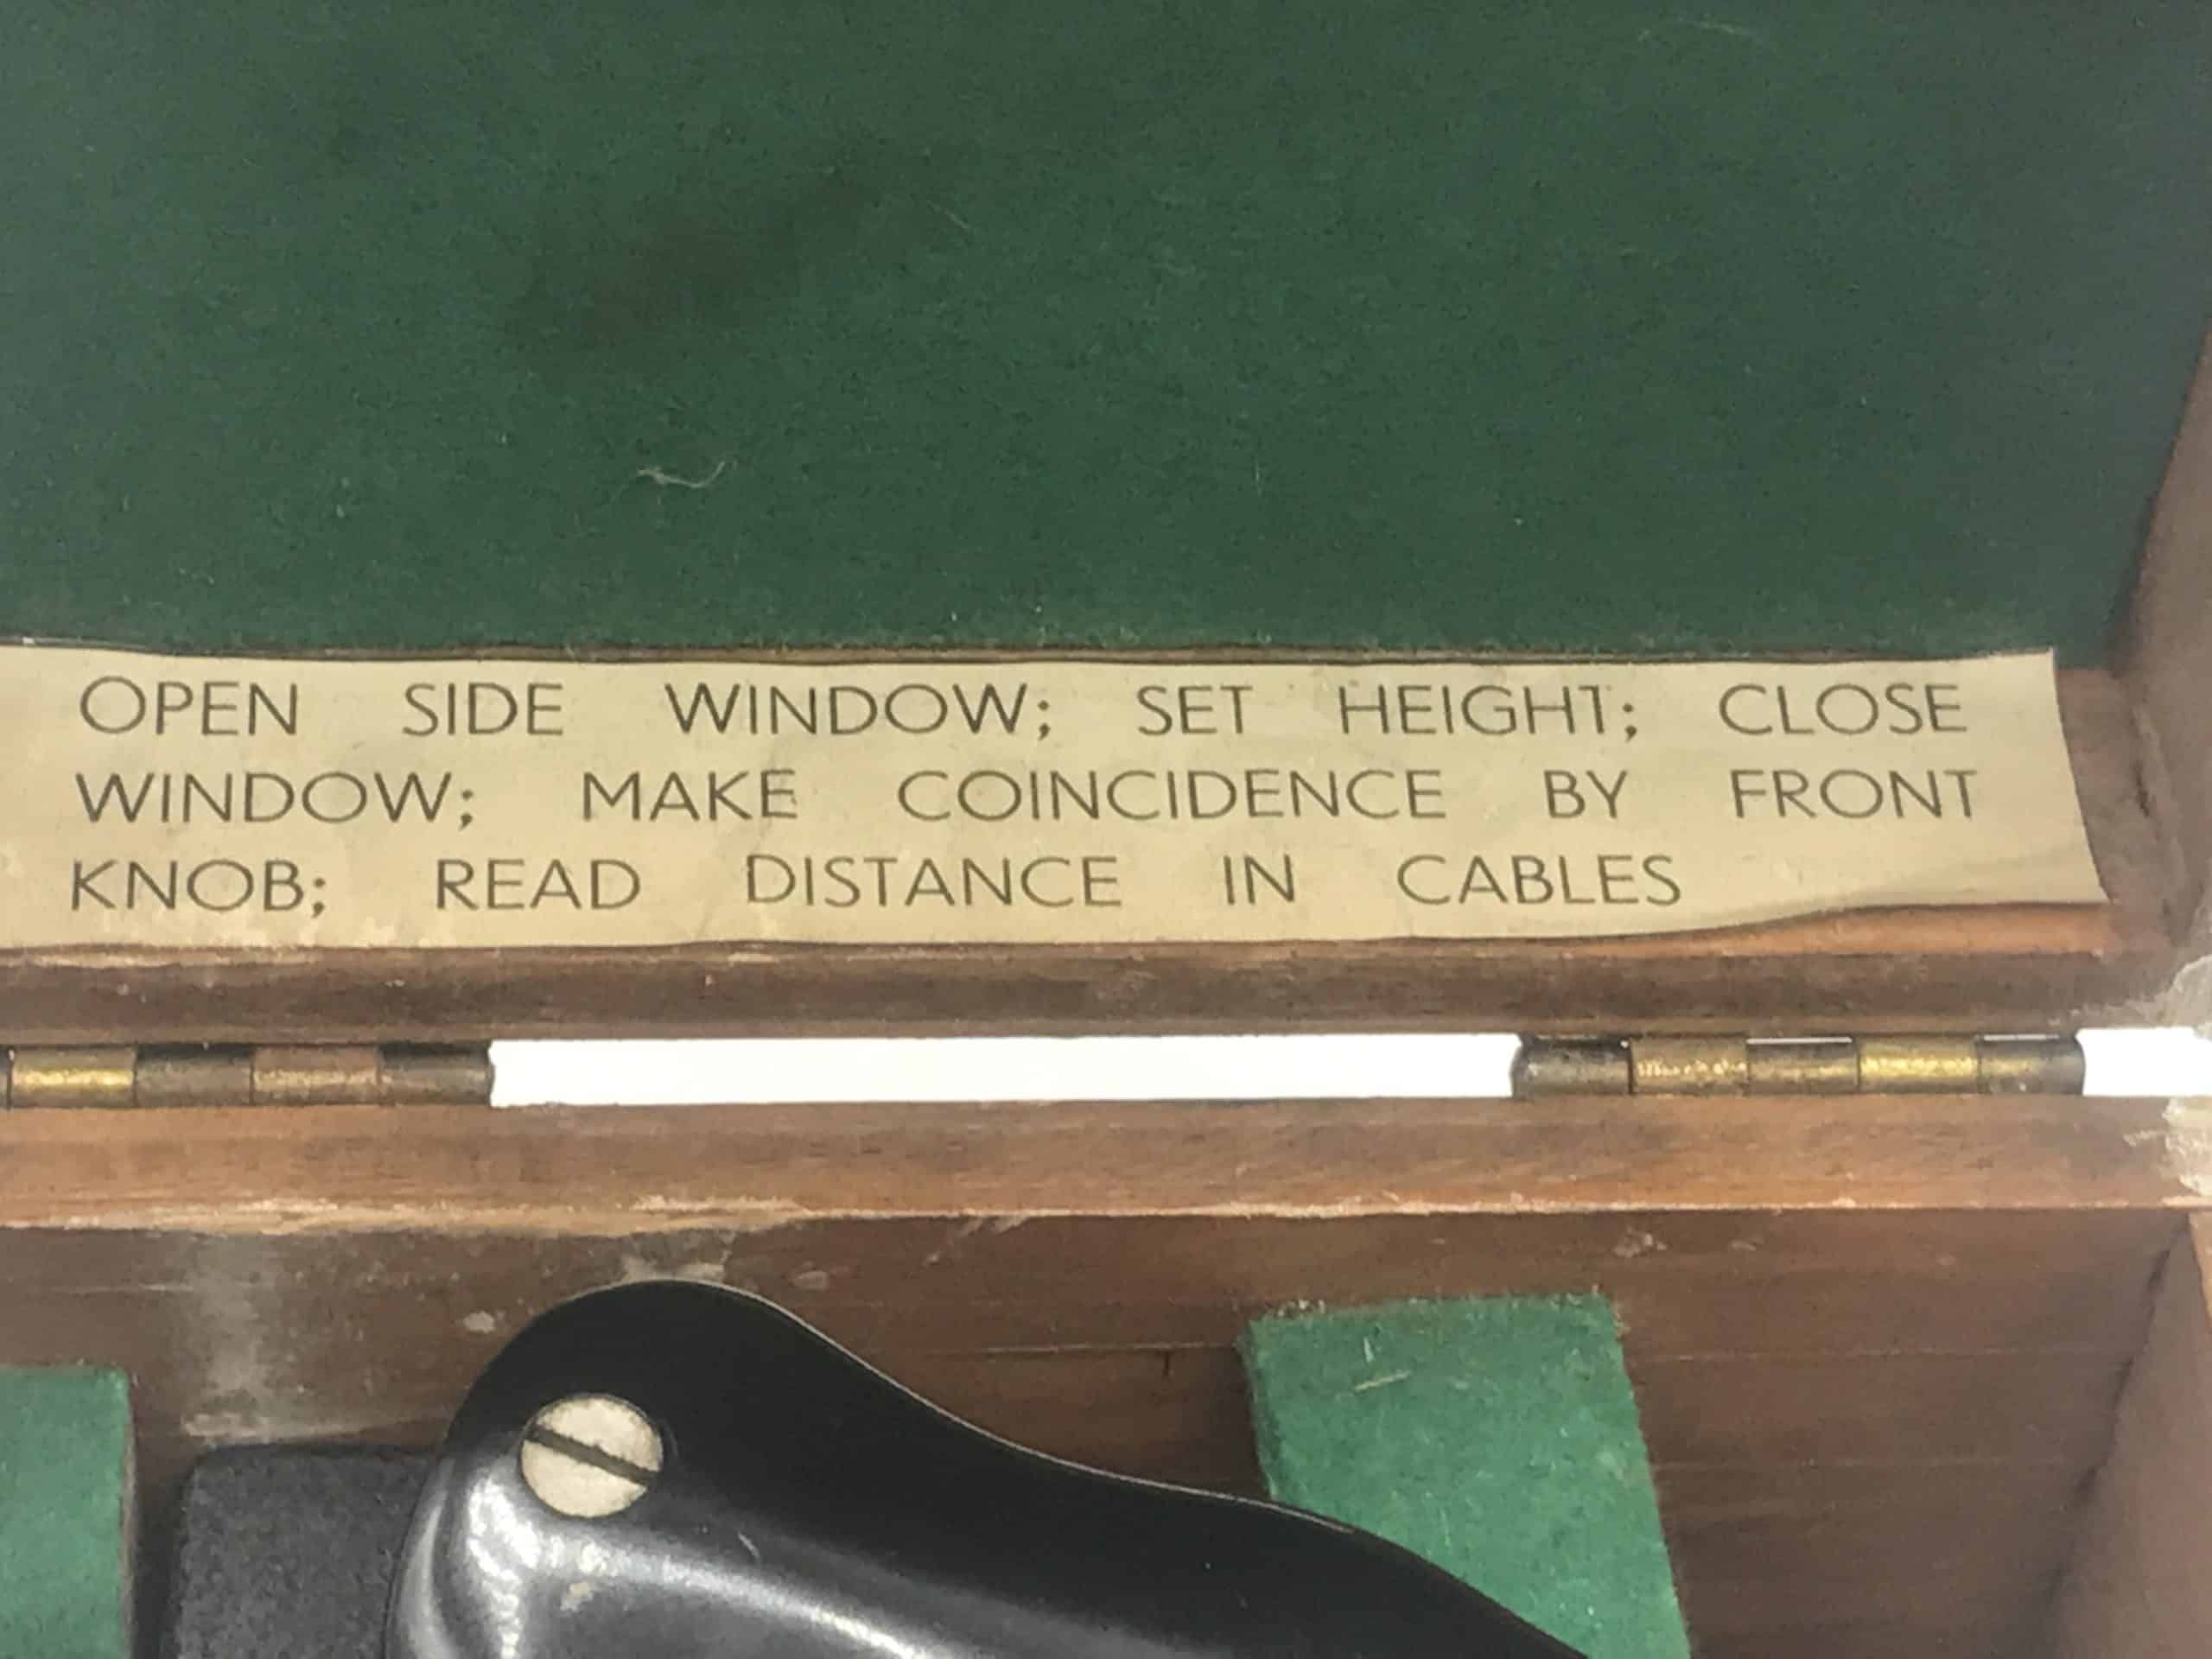 OPEN SIDE WINDOW; SET HEIGHT; CLOSE
WINDOW; MAKE COINCIDENCE BY FRONT
KNOB; READ DISTANCE IN CABLES